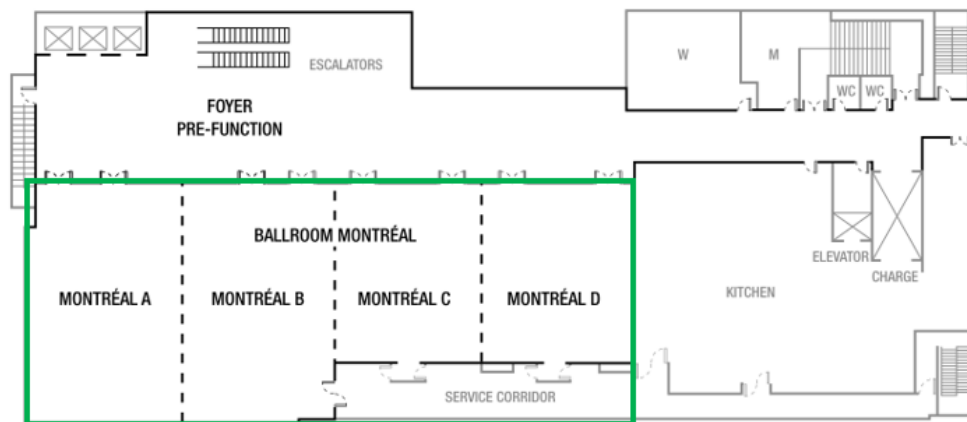 W
M
ESCALATORS
WC
WC
FOYER
PRE-FUNCTION
BALLROOM MONTRÉAL
ELEVATOR
CHARGE
MONTRÉAL A
MONTRÉAL B
MONTRÉAL C
MONTRÉAL D
KITCHEN
SERVICE CORRIDOR